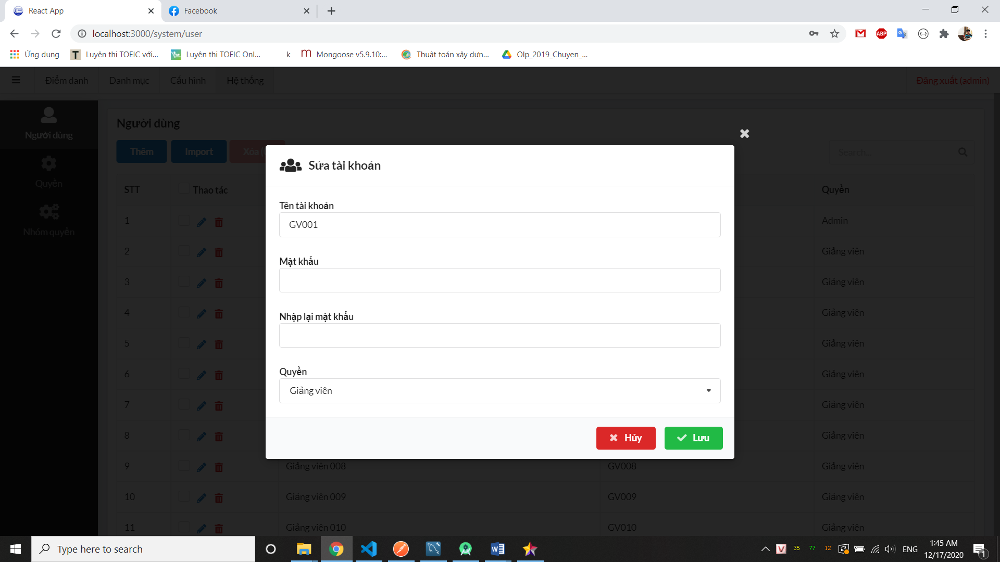 React App
Facebook
localhost:3000/system/user
Ứng dụng
T
Luyện thi TOEIC với...
Luyện thi TOEIC Onl...
k
m
Mongoose v5.9.10:...
Thuật toán xây dựn...
Olp_2019_Chuyen_...
ABP
Điểm danh
Danh mục
Cấu hình
Hệ thống
Đăng xuất (admin)
Người dùng
Quyền
Nhóm quyền
Người dùng
Thêm
Import
Xóa
Search...
STT
Thao tác
Quyền
1
Admin
2
Giảng viên
3
Giảng viên
4
Giảng viên
5
Giảng viên
6
Giảng viên
7
Giảng viên
8
Giảng viên
9
Giảng viên 008
GV008
Giảng viên
10
Giảng viên 009
GV009
Giảng viên
11
Giảng viên 010
GV010
Giảng viên
Sửa tài khoản
Tên tài khoản
GV001
Mật khẩu
Nhập lại mật khẩu
Quyền
Giảng viên
Hủy
Lưu
Type here to search
V
35
77
12
ENG
1:45 AM
12/17/2020
1